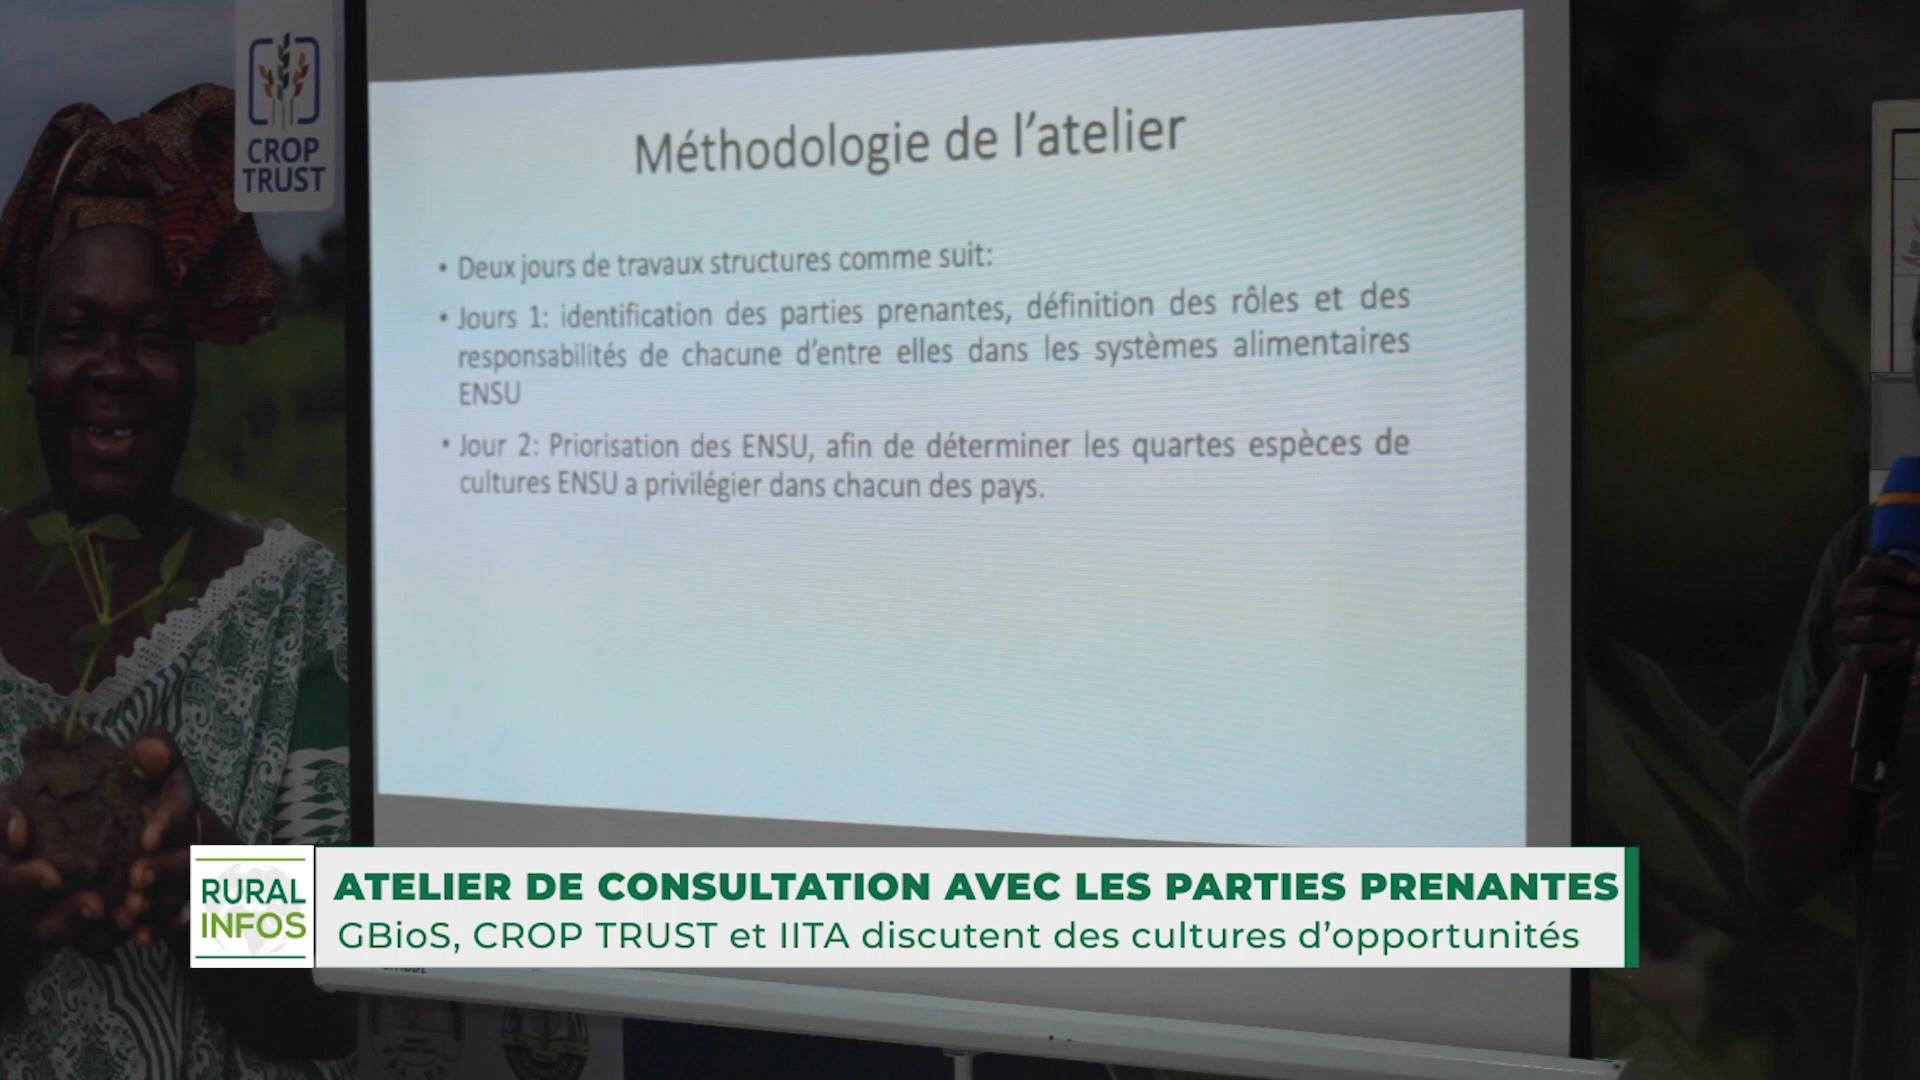 CROP
TRUST
Méthodologie de l'atelier
• Deux jours de travaux structures comme suit:
• Jours 1: identification des parties prenantes, définition des rôles et des
responsabilités de chacune d'entre elles dans les systèmes alimentaires
ENSU
• Jour 2: Priorisation des ENSU, afin de déterminer les quartes espèces de
cultures ENSU a privilégier dans chacun des pays.
RURAL
INFOS
ATELIER DE CONSULTATION AVEC LES PARTIES PRENANTES
GBioS, CROP TRUST et IITA discutent des cultures d'opportunités